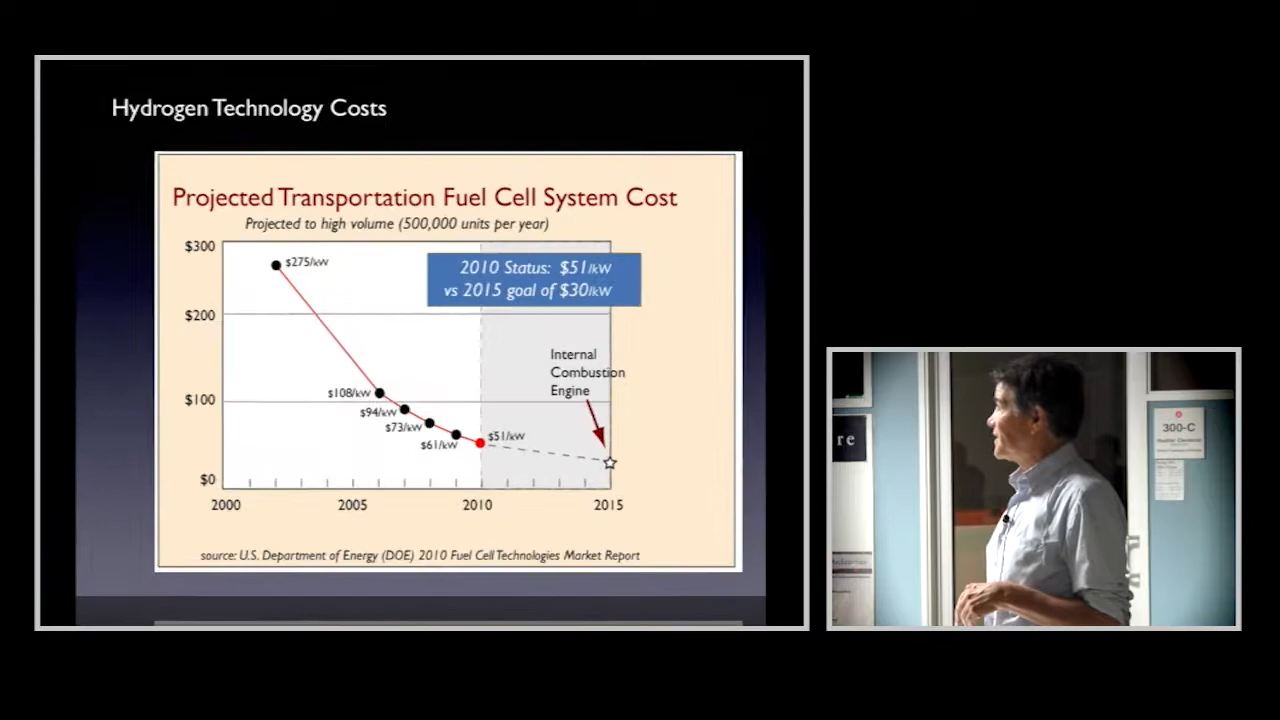 Hydrogen Technology Costs
Projected Transportation Fuel Cell System Cost
Projected to high volume (500,000 units per year)
$300
$200
$100
$0
$275/kW
$108/kW
$94/kW
$73/kW
$61/kW
$51/kW
2010 Status: $51/kW
vs 2015 goal of $30/kW
Internal
Combustion
Engine
2000
2005
2010
2015
source: U.S. Department of Energy (DOE) 2010 Fuel Cell Technologies Market Report
re
300-C